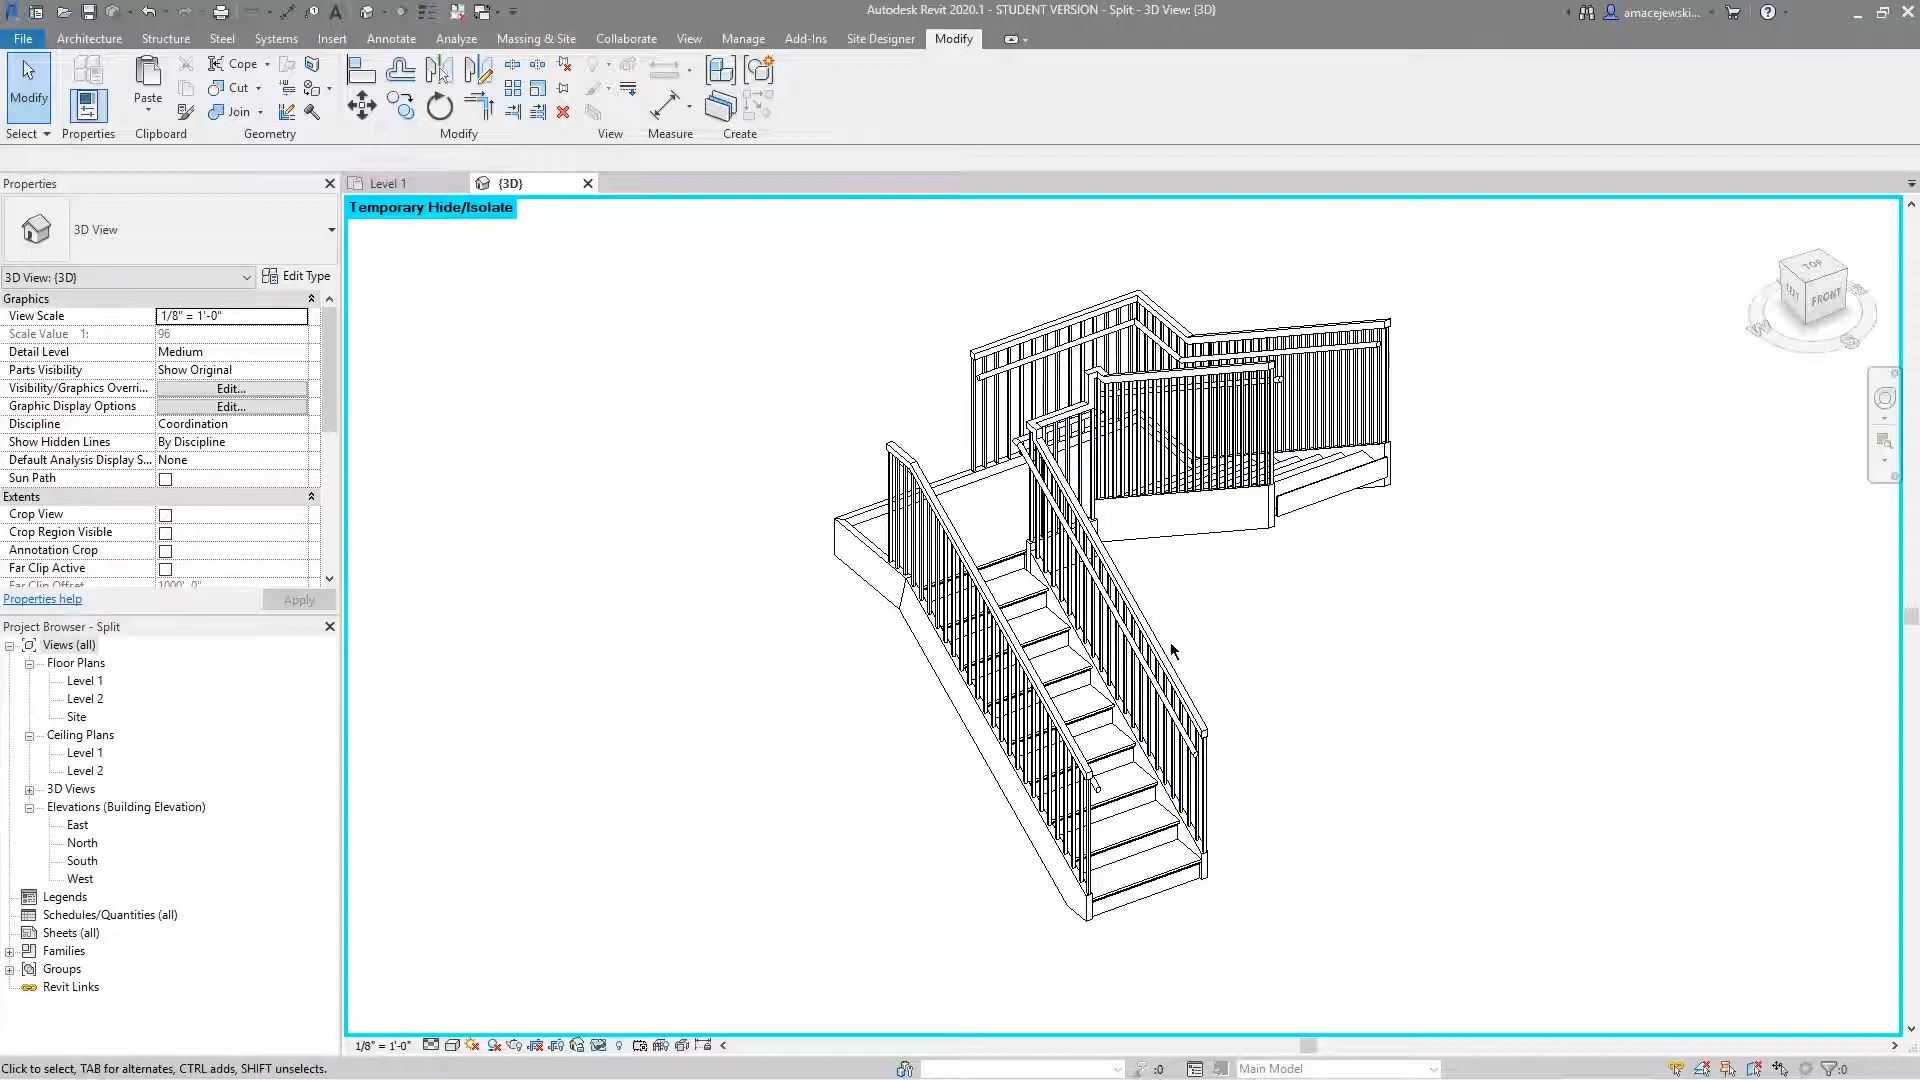 Autodesk Revit 2020.1 - STUDENT VERSION - Split - 3D View: {3D}
amacejewski...
File Architecture Structure Steel Systems Insert Annotate Analyze Massing & Site Collaborate View Manage Add-Ins Site Designer Modify
Modify
Paste
Cope
Cut
Join
Select Properties Clipboard Geometry Modify View Measure Create
Properties
Level 1
{3D}
Temporary Hide/Isolate
3D View
3D View: {3D}
Edit Type
Graphics
View Scale 1/8" = 1'-0"
Scale Value 1: 96
Detail Level Medium
Parts Visibility Show Original
Visibility/Graphics Overri... Edit...
Graphic Display Options Edit...
Discipline Coordination
Show Hidden Lines By Discipline
Default Analysis Display S... None
Sun Path
Extents
Crop View
Crop Region Visible
Annotation Crop
Far Clip Active
Far Clip Offset 1000' 0"
Properties help
Apply
Project Browser - Split
Views (all)
Floor Plans
Level 1
Level 2
Site
Ceiling Plans
Level 1
Level 2
3D Views
Elevations (Building Elevation)
East
North
South
West
Legends
Schedules/Quantities (all)
Sheets (all)
Families
Groups
Revit Links
TOP
LEFT
FRONT
W
S
1/8" = 1'-0"
Click to select, TAB for alternates, CTRL adds, SHIFT unselects.
:0
Main Model
:0